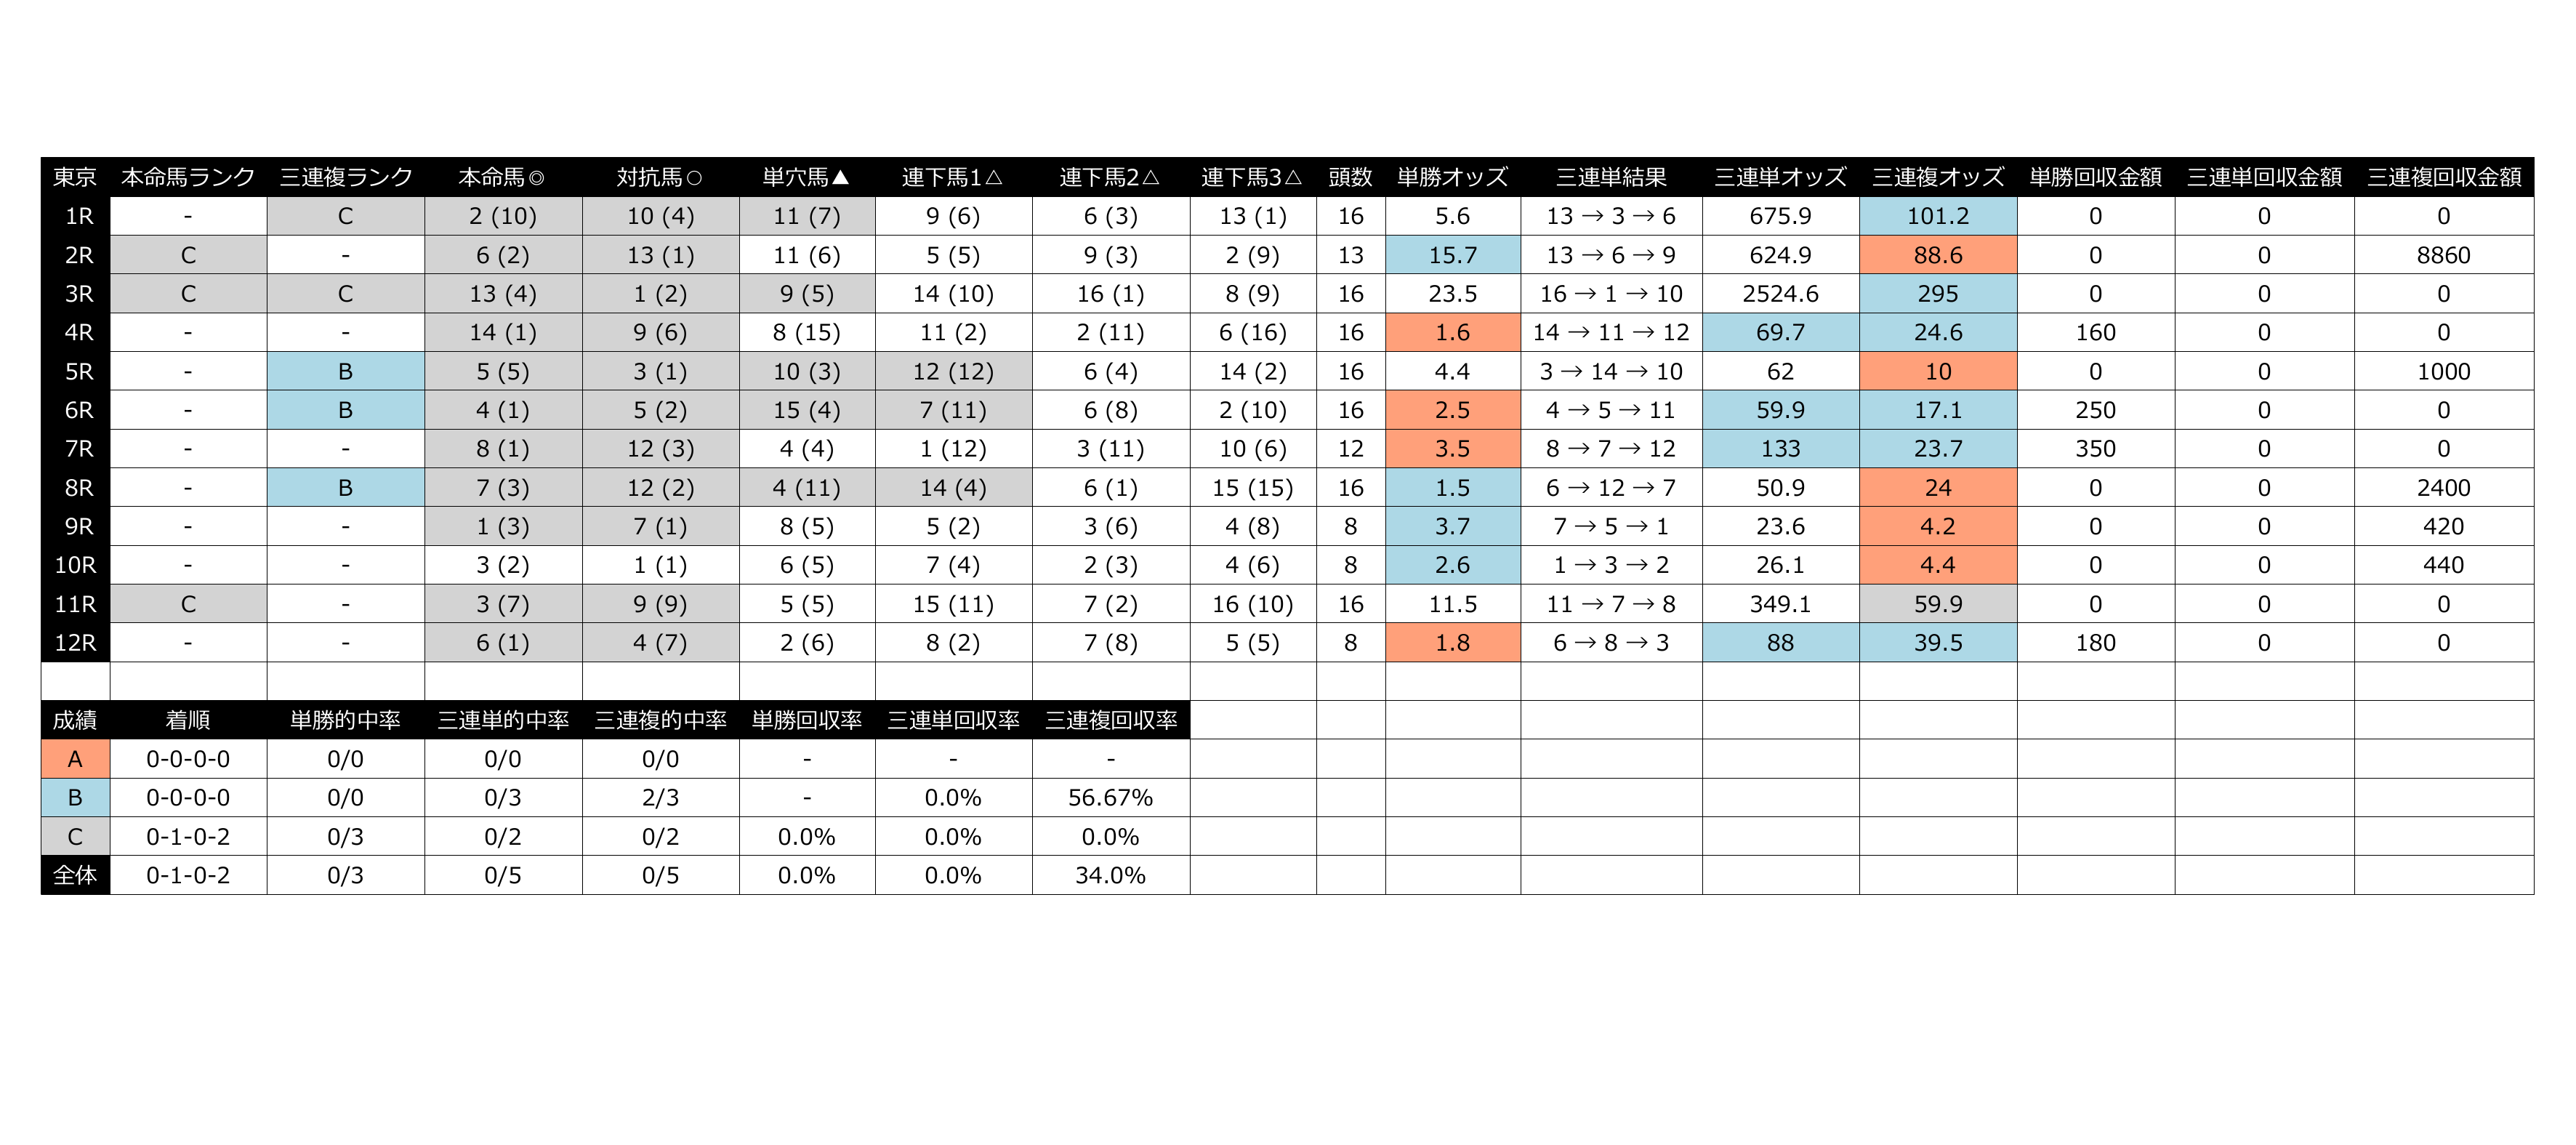 東京 本命馬ランク 三連複ランク 本命馬◎ 対抗馬○ 単穴馬▲ 連下馬1△ 連下馬2△ 連下馬3△ 頭数 単勝オッズ 三連単結果 三連単オッズ 三連複オッズ 単勝回収金額 三連単回収金額 三連複回収金額
1R - C 2 (10) 10 (4) 11 (7) 9 (6) 6 (3) 13 (1) 16 5.6 13 → 3 → 6 675.9 101.2 0 0 0
2R C - 6 (2) 13 (1) 11 (6) 5 (5) 9 (3) 2 (9) 13 15.7 13 → 6 → 9 624.9 88.6 0 0 8860
3R C C 13 (4) 1 (2) 9 (5) 14 (10) 16 (1) 8 (9) 16 23.5 16 → 1 → 10 2524.6 295 0 0 0
4R - - 14 (1) 9 (6) 8 (15) 11 (2) 2 (11) 6 (16) 16 1.6 14 → 11 → 12 69.7 24.6 160 0 0
5R - B 5 (5) 3 (1) 10 (3) 12 (12) 6 (4) 14 (2) 16 4.4 3 → 14 → 10 62 10 0 0 1000
6R - B 4 (1) 5 (2) 15 (4) 7 (11) 6 (8) 2 (10) 16 2.5 4 → 5 → 11 59.9 17.1 250 0 0
7R - - 8 (1) 12 (3) 4 (4) 1 (12) 3 (11) 10 (6) 12 3.5 8 → 7 → 12 133 23.7 350 0 0
8R - B 7 (3) 12 (2) 4 (11) 14 (4) 6 (1) 15 (15) 16 1.5 6 → 12 → 7 50.9 24 0 0 2400
9R - - 1 (3) 7 (1) 8 (5) 5 (2) 3 (6) 4 (8) 8 3.7 7 → 5 → 1 23.6 4.2 0 0 420
10R - - 3 (2) 1 (1) 6 (5) 7 (4) 2 (3) 4 (6) 8 2.6 1 → 3 → 2 26.1 4.4 0 0 440
11R C - 3 (7) 9 (9) 5 (5) 15 (11) 7 (2) 16 (10) 16 11.5 11 → 7 → 8 349.1 59.9 0 0 0
12R - - 6 (1) 4 (7) 2 (6) 8 (2) 7 (8) 5 (5) 8 1.8 6 → 8 → 3 88 39.5 180 0 0
成績 着順 単勝的中率 三連単的中率 三連複的中率 単勝回収率 三連単回収率 三連複回収率
A 0-0-0-0 0/0 0/0 0/0 - - -
B 0-0-0-0 0/0 0/3 2/3 - 0.0% 56.67%
C 0-1-0-2 0/3 0/2 0/2 0.0% 0.0% 0.0%
全体 0-1-0-2 0/3 0/5 0/5 0.0% 0.0% 34.0%